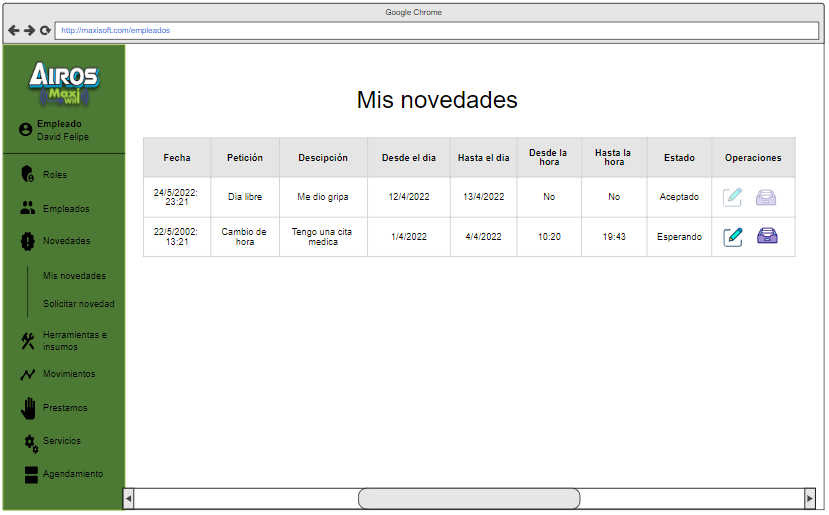 Google Chrome
http://maxisoft.com/empleados
AIROS
Maxi
Wifi
Empleado
David Felipe
Roles
Empleados
Novedades
Mis novedades
Solicitar novedad
Herramientas e
insumos
Movimientos
Prestamos
Servicios
Agendamiento
Mis novedades
Fecha Petición Descipción Desde el dia Hasta el dia Desde la hora Hasta la hora Estado Operaciones
24/5/2022: 23:21 Dia libre Me dio gripa 12/4/2022 13/4/2022 No No Aceptado
22/5/2002: 13:21 Cambio de hora Tengo una cita medica 1/4/2022 4/4/2022 10:20 19:43 Esperando